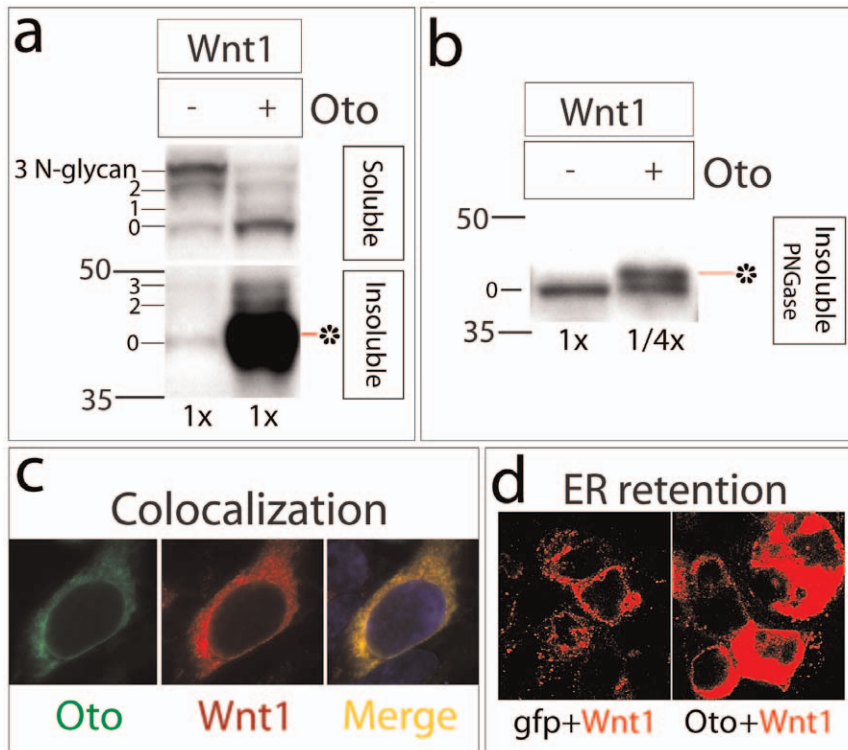 a
Wnt1
- + Oto
3 N-glycan
2
1
0
Soluble
50
3
2
0
*
Insoluble
35
1x 1x
b
Wnt1
- + Oto
50
0
*
Insoluble
PNGase
35
1x 1/4x
c
Colocalization
Oto Wnt1 Merge
d
ER retention
gfp+Wnt1 Oto+Wnt1